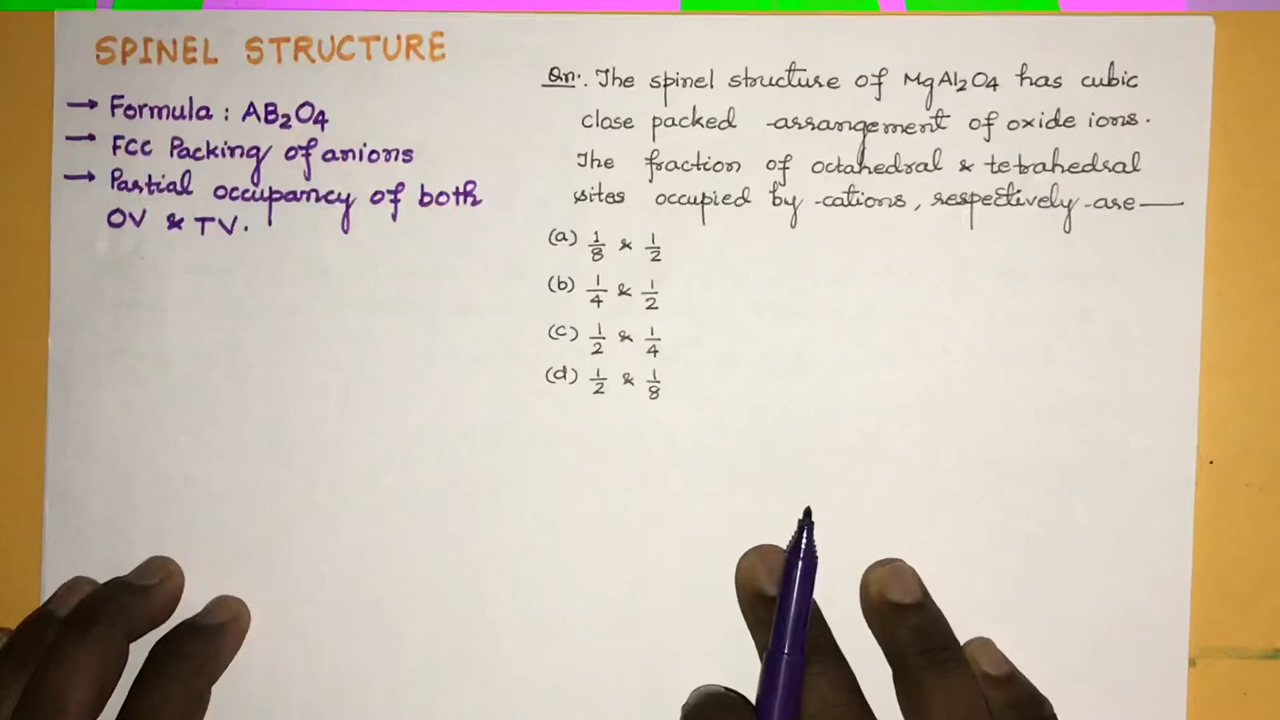 SPINEL STRUCTURE
→ Formula : AB₂O₄
→ FCC Packing of anions
→ Partial occupancy of both
OV & TV.
Qn:. The spinel structure of MgAl₂O₄ has cubic
close packed arrangement of oxide ions.
The fraction of octahedral & tetrahedral
sites occupied by cations, respectively are —
(a) 1/8 & 1/2
(b) 1/4 & 1/2
(c) 1/2 & 1/4
(d) 1/2 & 1/8